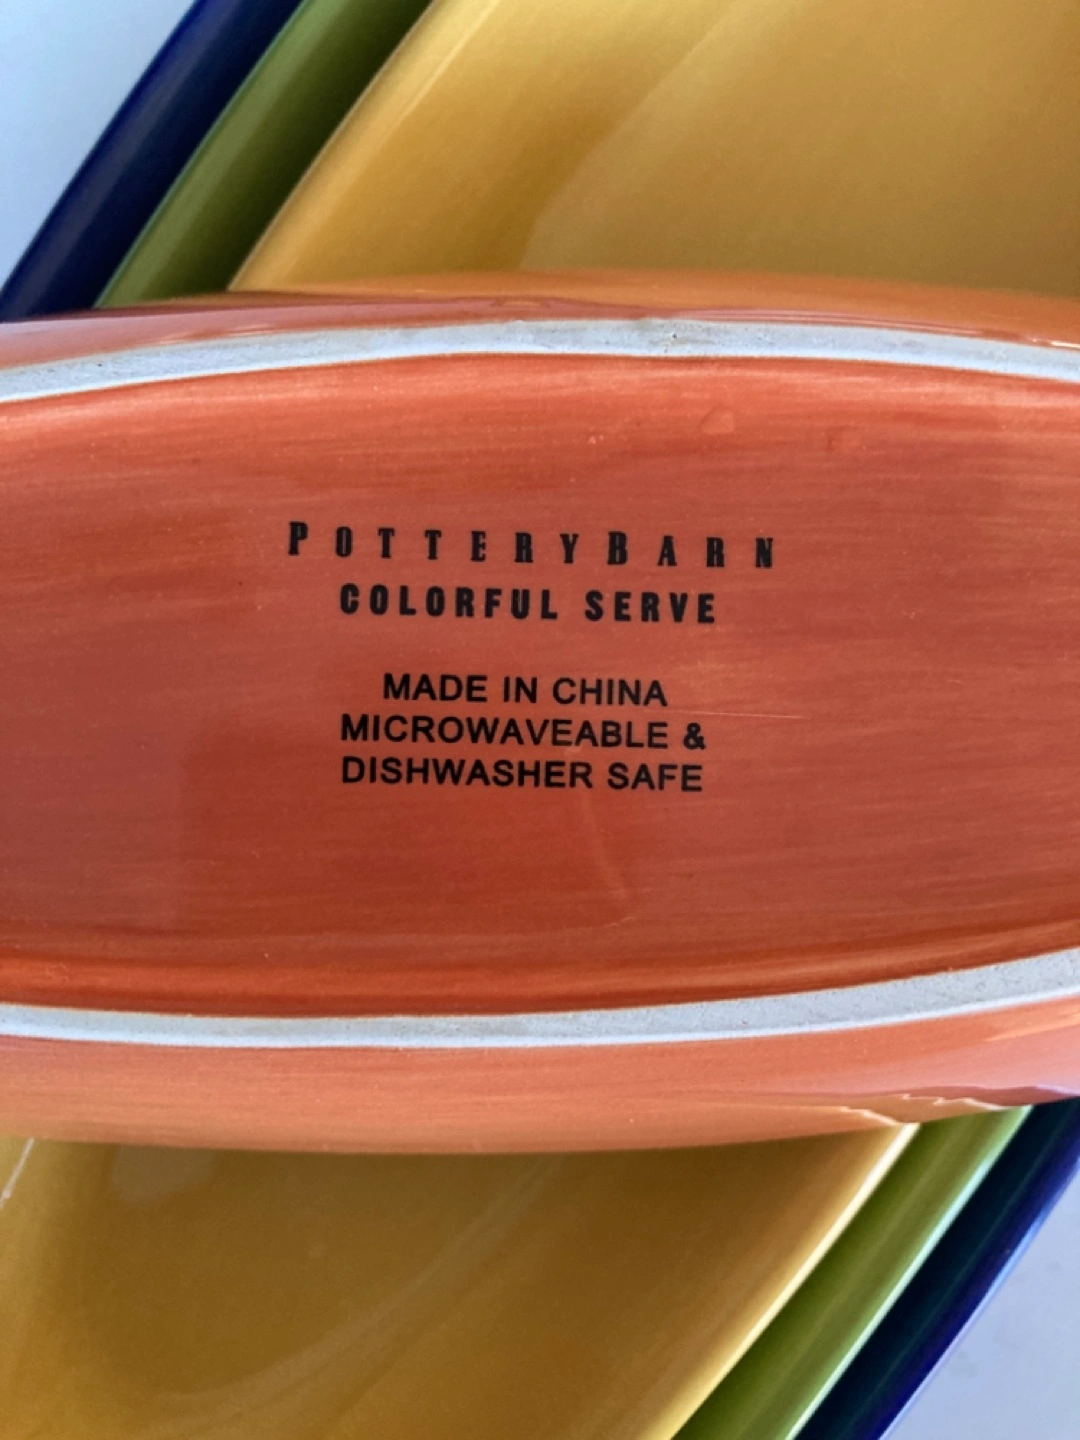 POTTERYBARN
COLORFUL SERVE
MADE IN CHINA
MICROWAVEABLE &
DISHWASHER SAFE